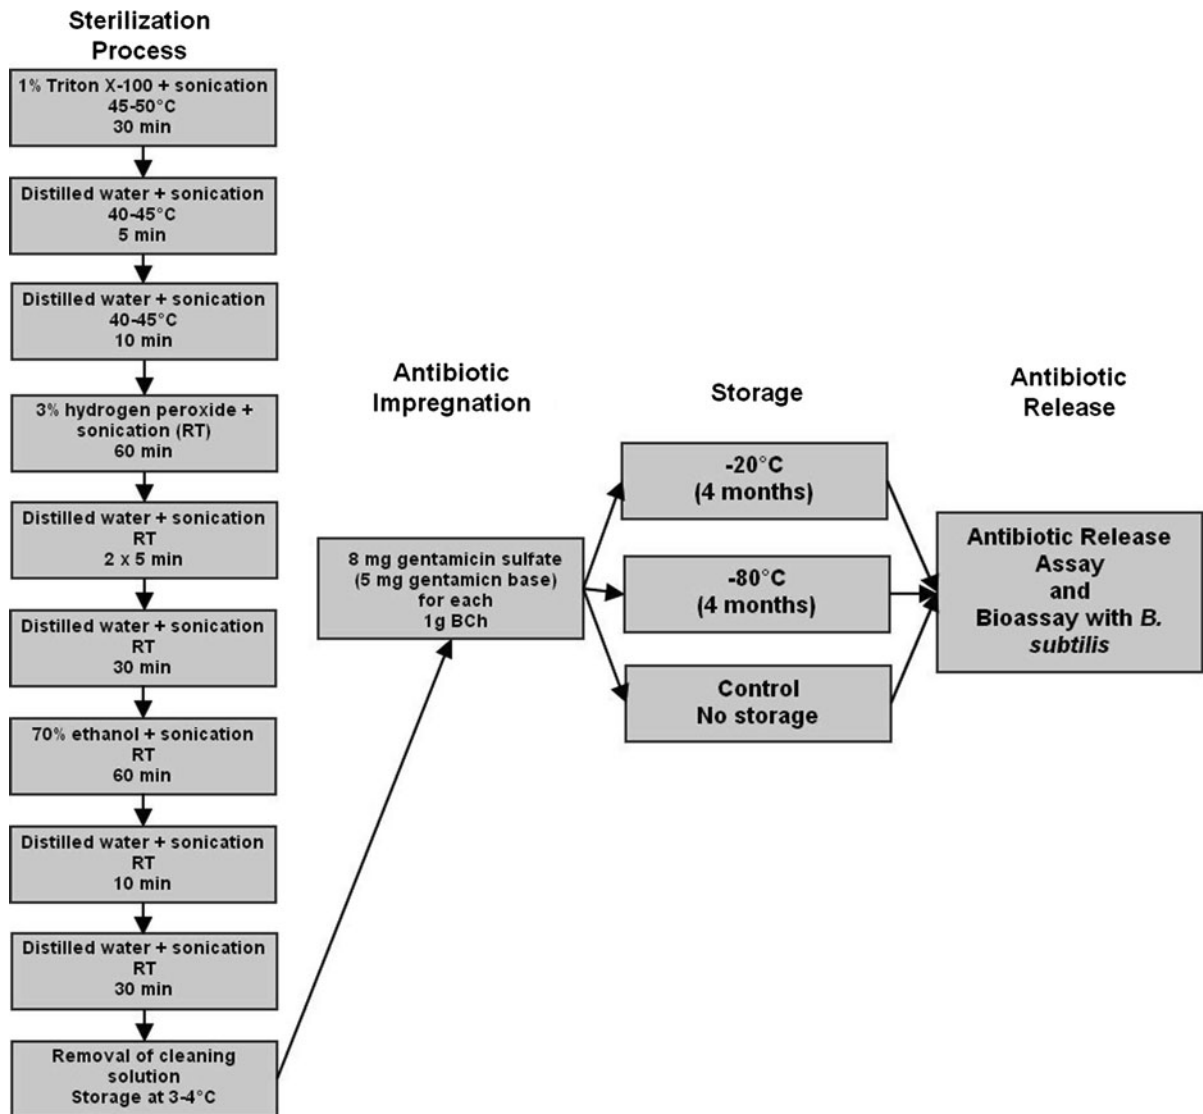 Sterilization
Process
1% Triton X-100 + sonication
45-50°C
30 min
Distilled water + sonication
40-45°C
5 min
Distilled water + sonication
40-45°C
10 min
3% hydrogen peroxide +
sonication (RT)
60 min
Distilled water + sonication
RT
2 x 5 min
Distilled water + sonication
RT
30 min
70% ethanol + sonication
RT
60 min
Distilled water + sonication
RT
10 min
Distilled water + sonication
RT
30 min
Removal of cleaning
solution
Storage at 3-4°C
Antibiotic
Impregnation
8 mg gentamicin sulfate
(5 mg gentamicn base)
for each
1g BCh
Storage
-20°C
(4 months)
-80°C
(4 months)
Control
No storage
Antibiotic
Release
Antibiotic Release
Assay
and
Bioassay with B.
subtilis